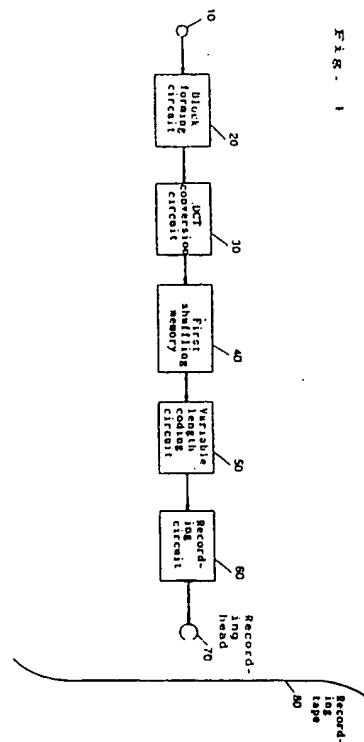 Fig. 1
10
Block
forming
circuit
20
DCT
conversion
circuit
30
First
shuffling
memory
40
Variable
length
coding
circuit
50
Record-
ing
circuit
60
Record-
ing
head
70
Record-
ing
tape
80